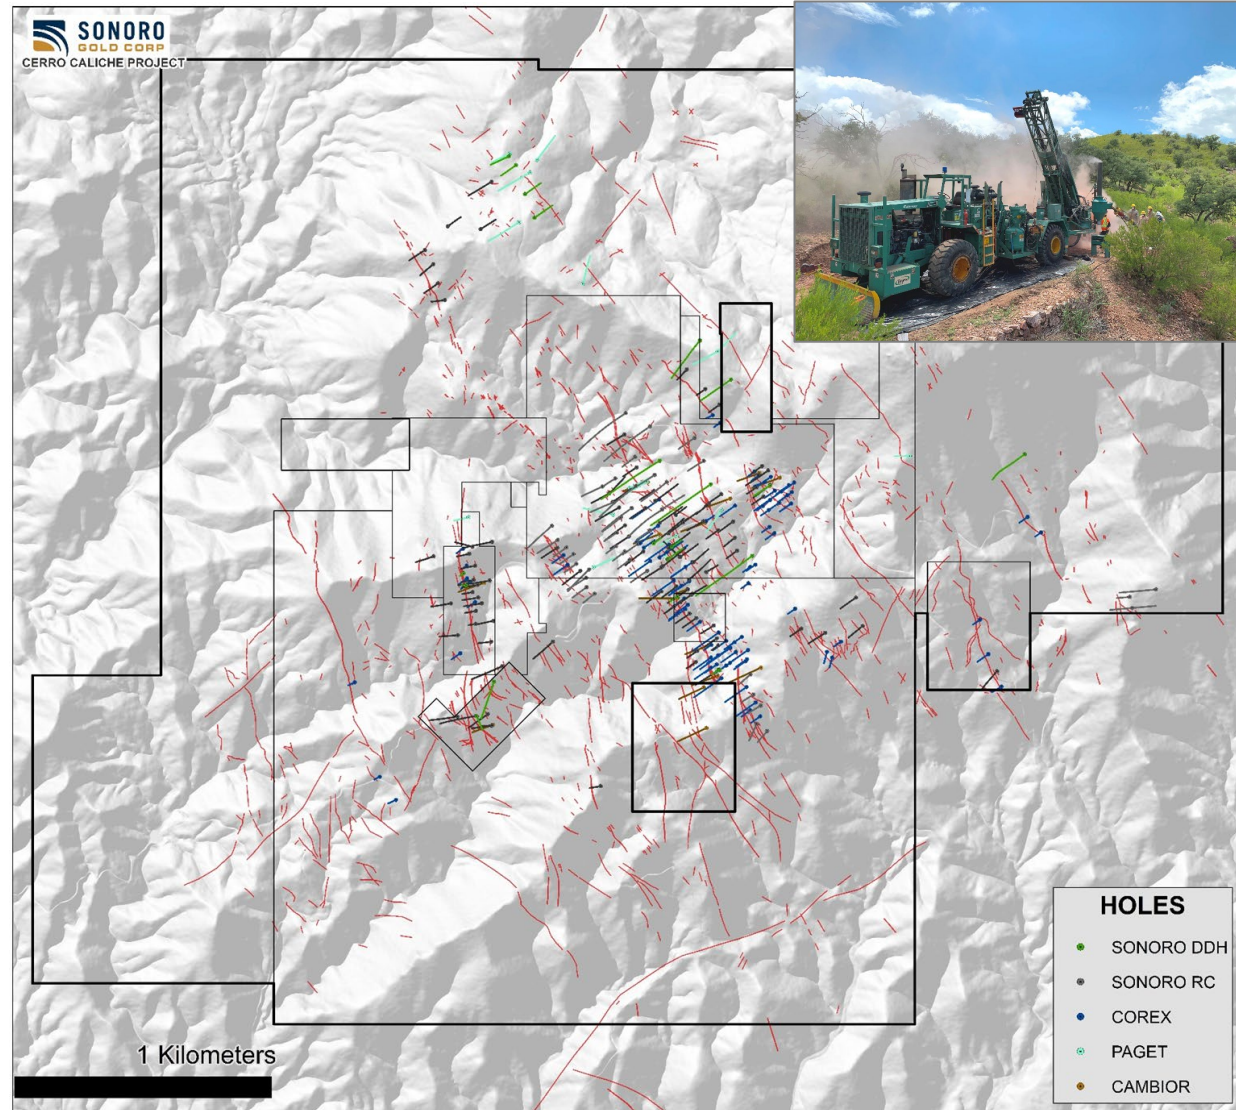 SONORO
GOLD CORP
CERRO CALICHE PROJECT
1 Kilometers
HOLES
SONORO DDH
SONORO RC
COREX
PAGET
CAMBIOR